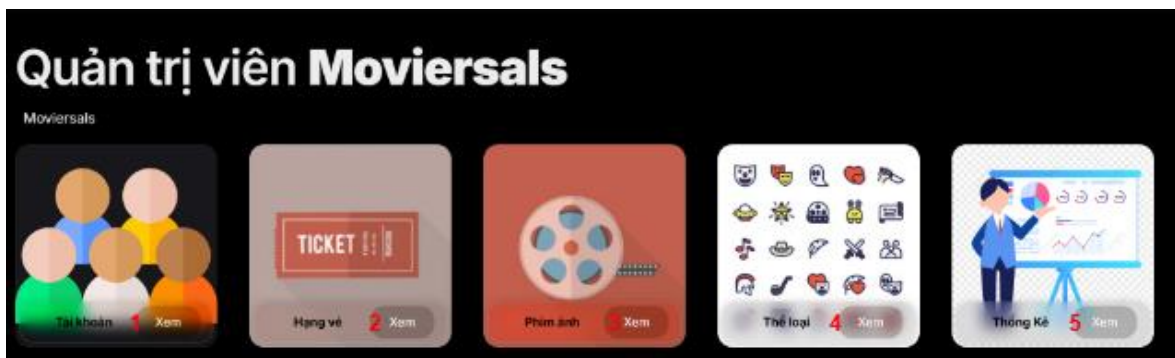 Quản trị viên Moviersals
Moviersals
TICKET
Tài khoản 1 Xem
Hạng vé 2 Xem
Phim ảnh 3 Xem
Thể loại 4 Xem
Thống Kê 5 Xem